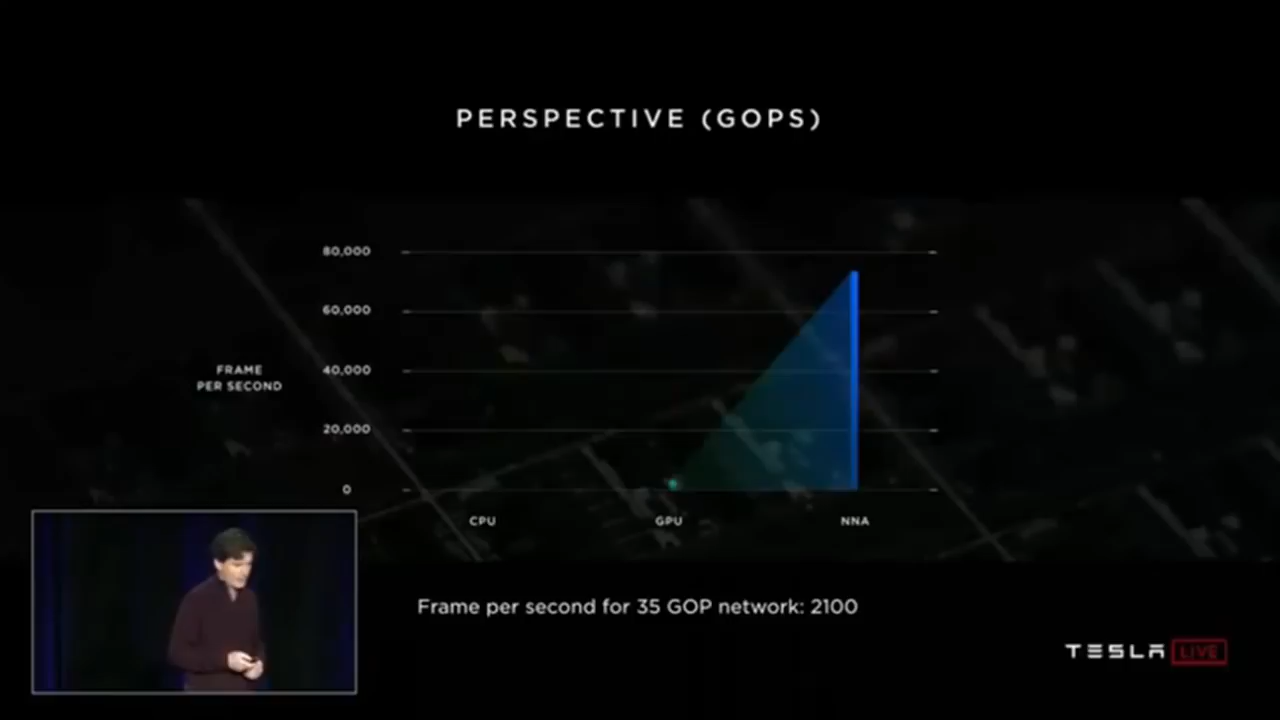 PERSPECTIVE (GOPS)
80,000
60,000
FRAME
PER SECOND
40,000
20,000
0
CPU
GPU
NNA
Frame per second for 35 GOP network: 2100
TESLA LIVE